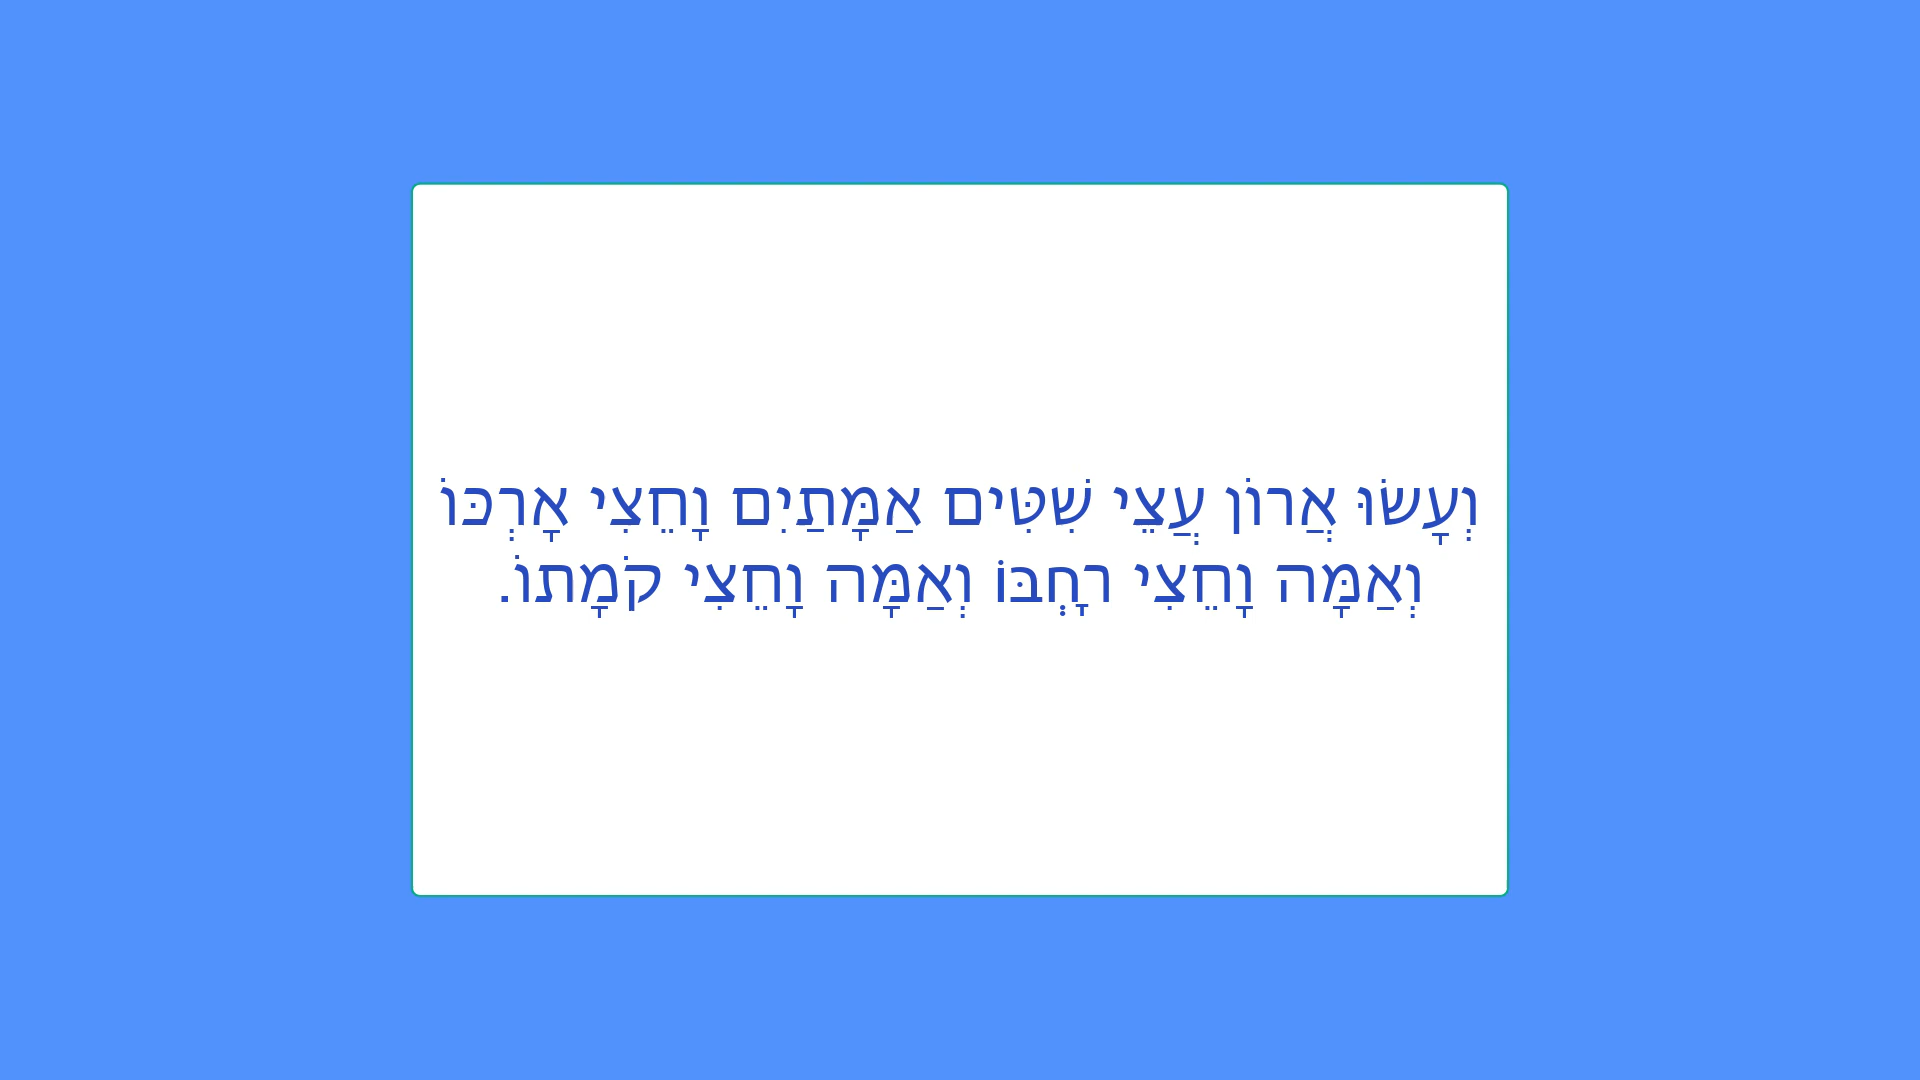 וְעָשׂוּ אֲרוֹן עֲצֵי שִׁטִּים אַמָּתַיִם וָחֵצִי אָרְכּוֹ
וְאַמָּה וָחֵצִי רׇחְבּוֹ וְאַמָּה וָחֵצִי קֹמָתוֹ.